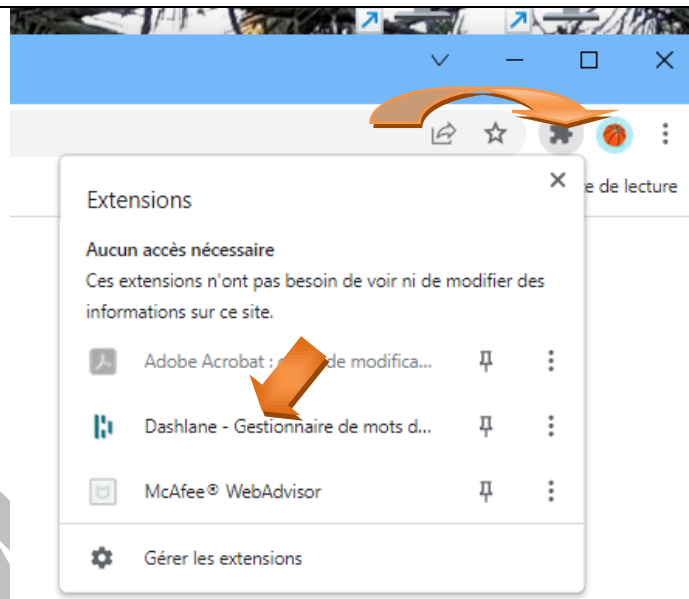 e de lecture
Extensions
Aucun accès nécessaire
Ces extensions n'ont pas besoin de voir ni de modifier des
informations sur ce site.
Adobe Acrobat : de modifica...
Dashlane - Gestionnaire de mots d...
McAfee® WebAdvisor
Gérer les extensions